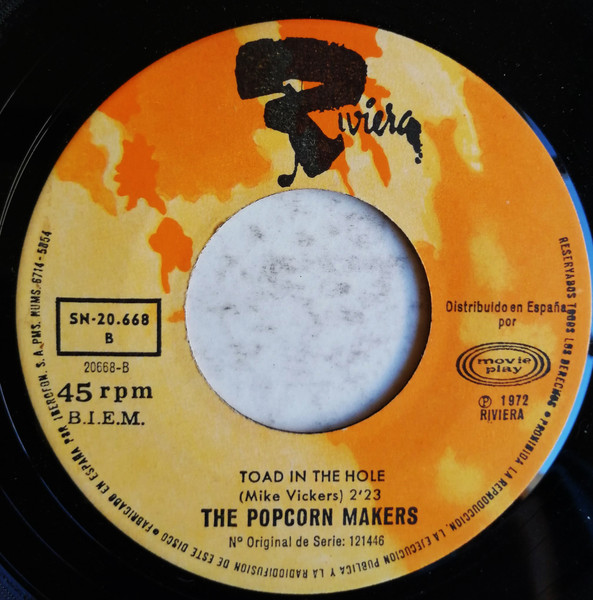 Riviera
SN-20.668
B
20668-B
45 rpm
B.I.E.M.
Distribuido en España
por
movie
play
Ⓟ 1972
RIVIERA
TOAD IN THE HOLE
(Mike Vickers) 2'23
THE POPCORN MAKERS
Nº Original de Serie: 121446
RESERVADOS TODOS LOS DERECHOS • PROHIBIDA LA REPRODUCCION, LA EJECUCION PUBLICA Y LA RADIODIFUSION DE ESTE DISCO • FABRICADO EN ESPAÑA POR IBEROFON, S. A. PMS. NUMS. 6714-5854